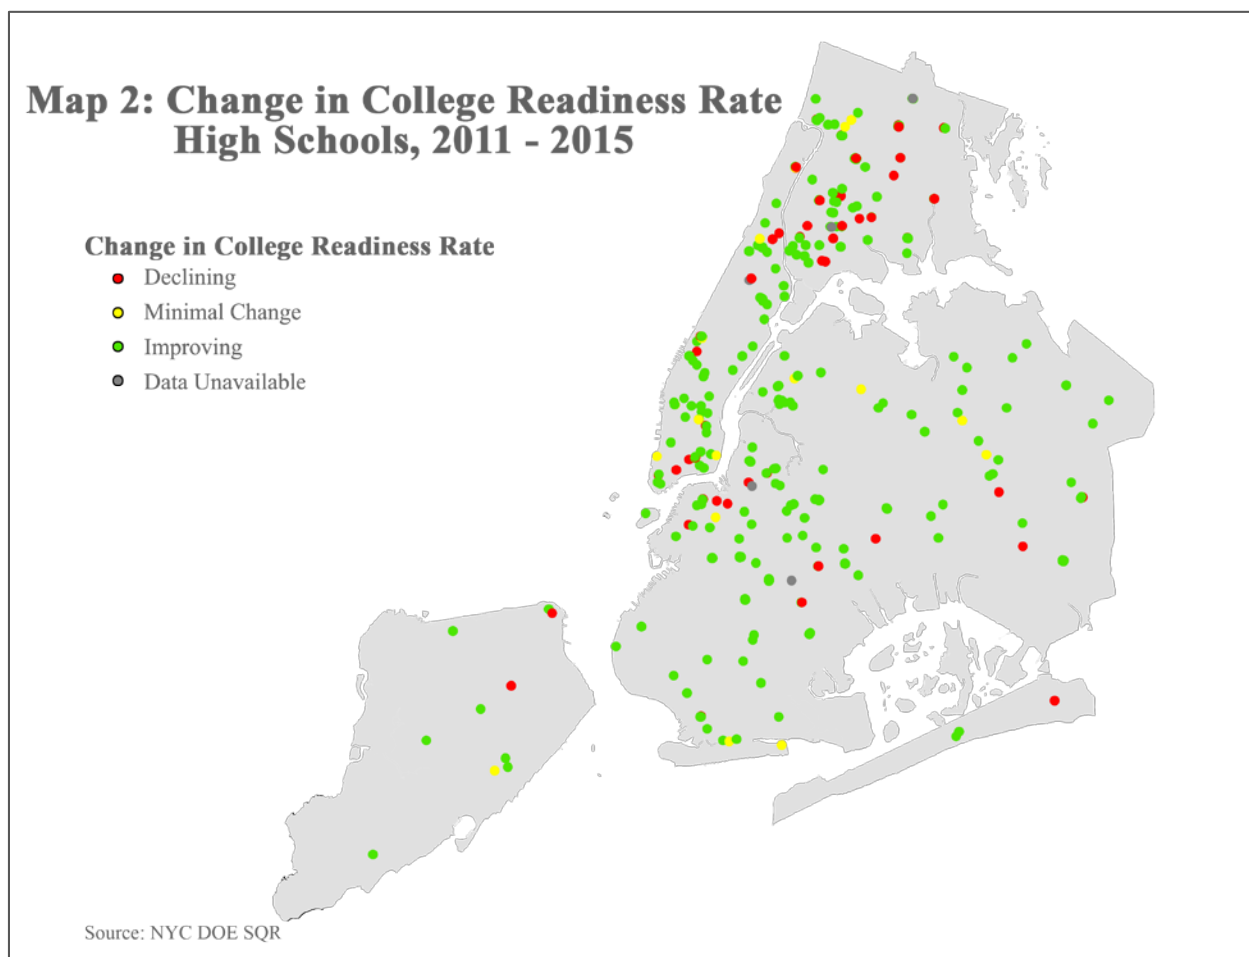 Map 2: Change in College Readiness Rate
High Schools, 2011 - 2015
Change in College Readiness Rate
Declining
Minimal Change
Improving
Data Unavailable
Source: NYC DOE SQR